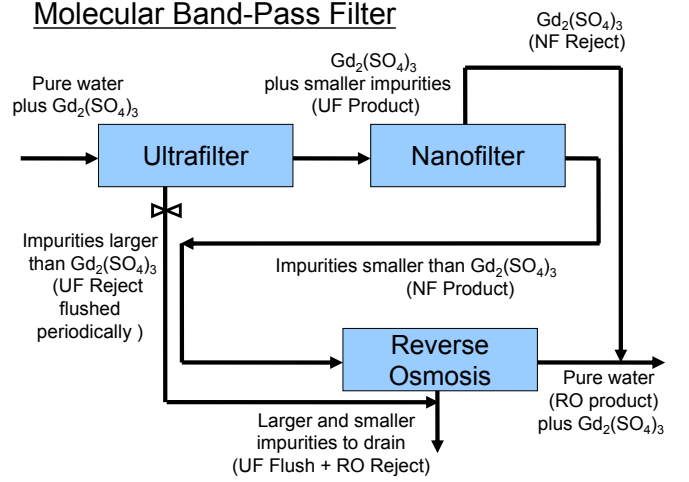 Molecular Band-Pass Filter
Gd₂(SO₄)₃
(NF Reject)
Gd₂(SO₄)₃
plus smaller impurities
(UF Product)
Pure water
plus Gd₂(SO₄)₃
Ultrafilter
Nanofilter
Impurities larger
than Gd₂(SO₄)₃
(UF Reject
flushed
periodically )
Impurities smaller than Gd₂(SO₄)₃
(NF Product)
Reverse
Osmosis
Pure water
(RO product)
plus Gd₂(SO₄)₃
Larger and smaller
impurities to drain
(UF Flush + RO Reject)